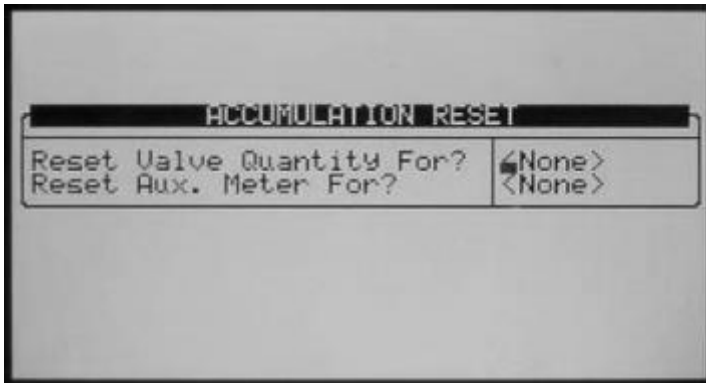 ACCUMULATION RESET
Reset Valve Quantity For? <None>
Reset Aux. Meter For? <None>